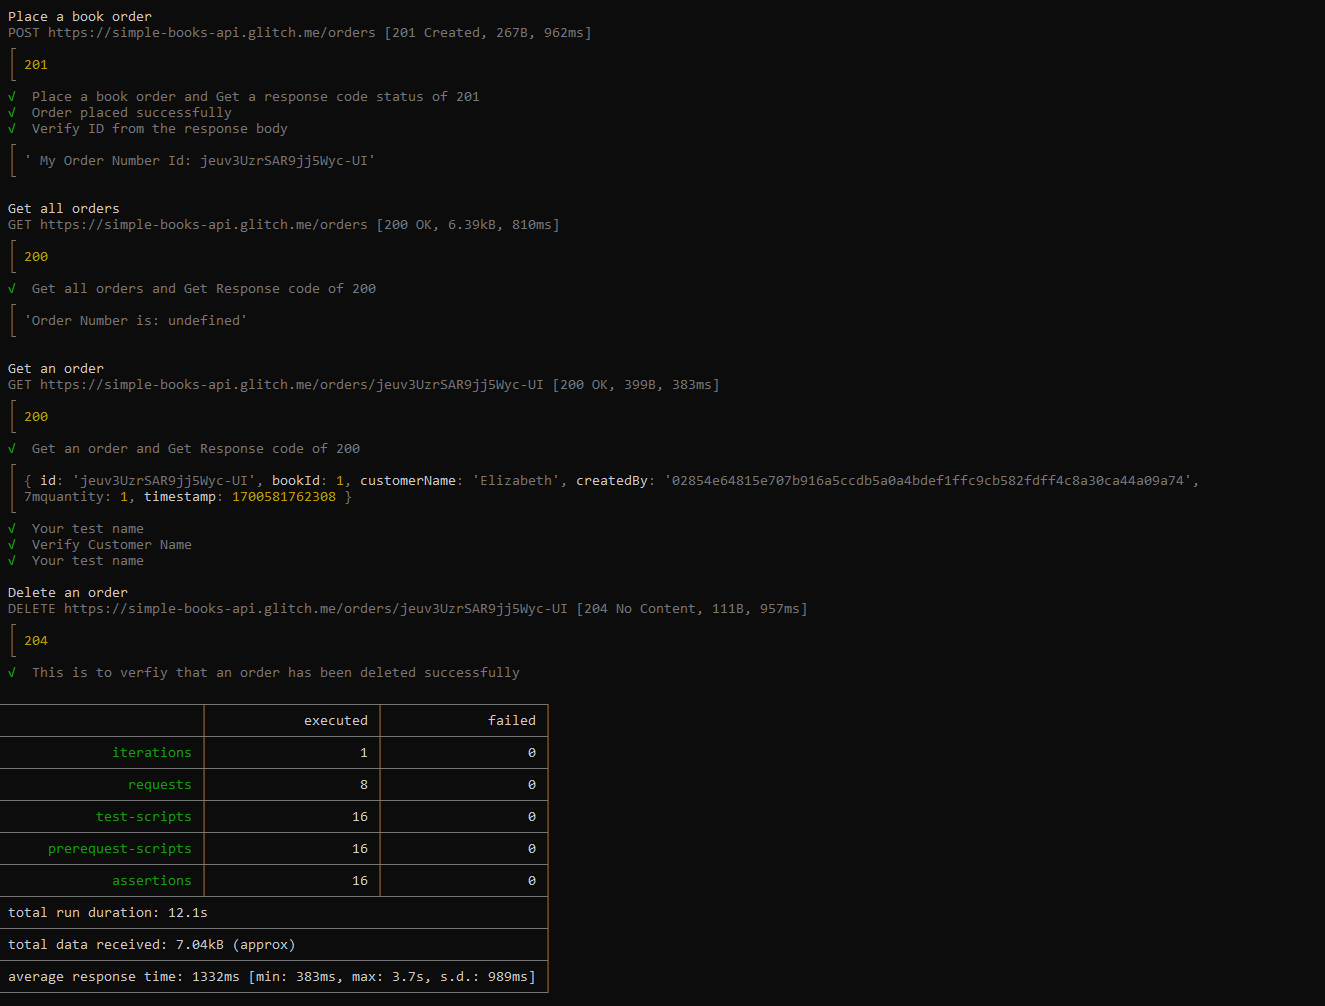 Place a book order
POST https://simple-books-api.glitch.me/orders [201 Created, 267B, 962ms]
201
√ Place a book order and Get a response code status of 201
√ Order placed successfully
√ Verify ID from the response body
' My Order Number Id: jeuv3UzrSAR9jj5Wyc-UI'
Get all orders
GET https://simple-books-api.glitch.me/orders [200 OK, 6.39kB, 810ms]
200
√ Get all orders and Get Response code of 200
'Order Number is: undefined'
Get an order
GET https://simple-books-api.glitch.me/orders/jeuv3UzrSAR9jj5Wyc-UI [200 OK, 399B, 383ms]
200
√ Get an order and Get Response code of 200
{ id: 'jeuv3UzrSAR9jj5Wyc-UI', bookId: 1, customerName: 'Elizabeth', createdBy: '02854e64815e707b916a5ccdb5a0a4bdef1ffc9cb582fdff4c8a30ca44a09a74',
7mquantity: 1, timestamp: 1700581762308 }
√ Your test name
√ Verify Customer Name
√ Your test name
Delete an order
DELETE https://simple-books-api.glitch.me/orders/jeuv3UzrSAR9jj5Wyc-UI [204 No Content, 111B, 957ms]
204
√ This is to verfiy that an order has been deleted successfully
executed failed
iterations 1 0
requests 8 0
test-scripts 16 0
prerequest-scripts 16 0
assertions 16 0
total run duration: 12.1s
total data received: 7.04kB (approx)
average response time: 1332ms [min: 383ms, max: 3.7s, s.d.: 989ms]